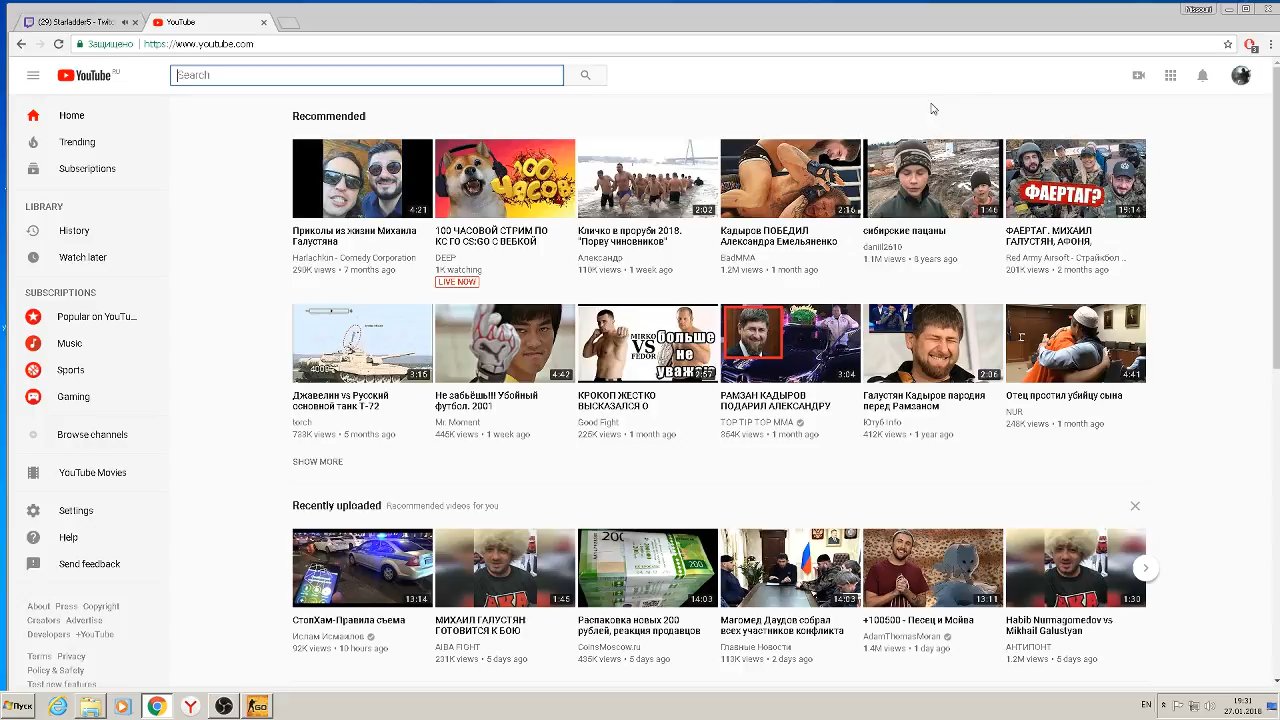 Missouri
(29) Starladder5 - Twitc
YouTube
Защищено
https://www.youtube.com
YouTube RU
Search
Home
Trending
Subscriptions
LIBRARY
History
Watch later
SUBSCRIPTIONS
Popular on YouTu...
Music
Sports
Gaming
Browse channels
YouTube Movies
Settings
Help
Send feedback
About Press Copyright
Creators Advertise
Developers +YouTube
Terms Privacy
Policy & Safety
Test new features
Recommended
4:21
100 ЧАСОВ
2:02
2:16
1:46
ФАЕРТАГ?
19:14
Приколы из жизни Михаила
Галустяна
Harlachkin - Comedy Corporation
290K views • 7 months ago
100 ЧАСОВОЙ СТРИМ ПО
КС ГО CS:GO С ВЕБКОЙ
DEEP
1K watching
LIVE NOW
Кличко в проруби 2018.
"Порву чиновников"
Александр
110K views • 1 week ago
Кадыров ПОБЕДИЛ
Александра Емельяненко
BadMMA
1.2M views • 1 month ago
сибирские пацаны
daniil2610
1.1M views • 8 years ago
ФАЕРТАГ. МИХАИЛ
ГАЛУСТЯН, АФОНЯ,
Red Army Airsoft - Страйкбол ...
201K views • 2 months ago
3:16
4:42
MIRKO
VS
FEDOR
больше
не
уважа
3:04
2:06
4:41
Джавелин vs Русский
основной танк Т-72
torch
793K views • 5 months ago
Не забьёшь!!! Убойный
футбол. 2001
Mr. Moment
445K views • 1 week ago
КРОКОП ЖЕСТКО
ВЫСКАЗАЛСЯ О
Good Fight
225K views • 1 month ago
РАМЗАН КАДЫРОВ
ПОДАРИЛ АЛЕКСАНДРУ
TOP TIP TOP MMA
354K views • 1 month ago
Галустян Кадыров пародия
перед Рамзаном
Ютуб Info
412K views • 1 year ago
Отец простил убийцу сына
NUR
248K views • 1 month ago
SHOW MORE
Recently uploaded
Recommended videos for you
13:14
1:45
200
14:03
14:03
13:11
1:30
СтопХам-Правила съема
Ислам Исмаилов
92K views • 10 hours ago
МИХАИЛ ГАЛУСТЯН
ГОТОВИТСЯ К БОЮ
AIBA FIGHT
231K views • 5 days ago
Распаковка новых 200
рублей, реакция продавцов
CoinsMoscow.ru
495K views • 5 days ago
Магомед Даудов собрал
всех участников конфликта
Главные Новости
113K views • 2 days ago
+100500 - Песец и Мойва
AdamThomasMoran
1.4M views • 1 day ago
Habib Nurmagomedov vs
Mikhail Galustyan
АНТИПОНТ
1.2M views • 5 days ago
Пуск
GO
EN
19:31
27.01.2018